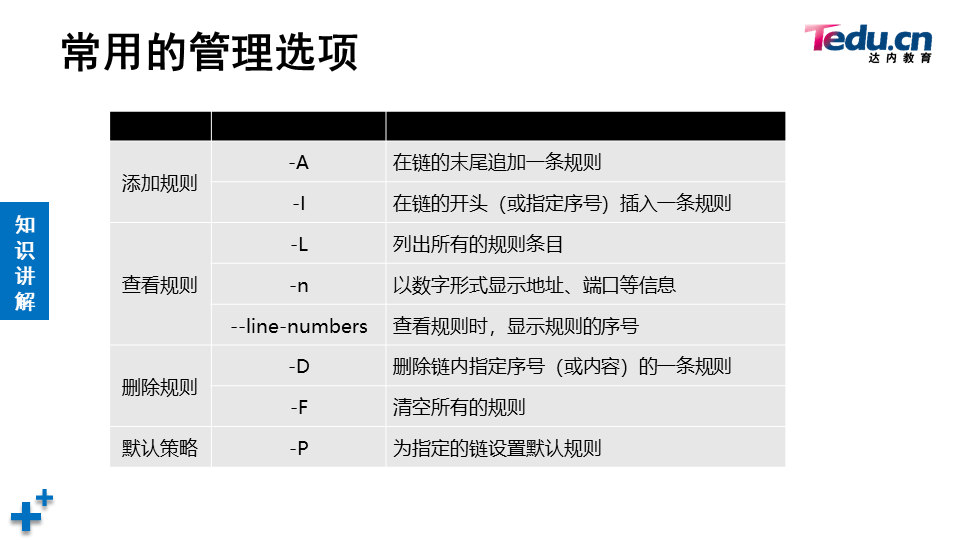 常用的管理选项
Tedu.cn
达内教育
知识讲解
添加规则
-A
在链的末尾追加一条规则
-I
在链的开头（或指定序号）插入一条规则
查看规则
-L
列出所有的规则条目
-n
以数字形式显示地址、端口等信息
--line-numbers
查看规则时，显示规则的序号
删除规则
-D
删除链内指定序号（或内容）的一条规则
-F
清空所有的规则
默认策略
-P
为指定的链设置默认规则